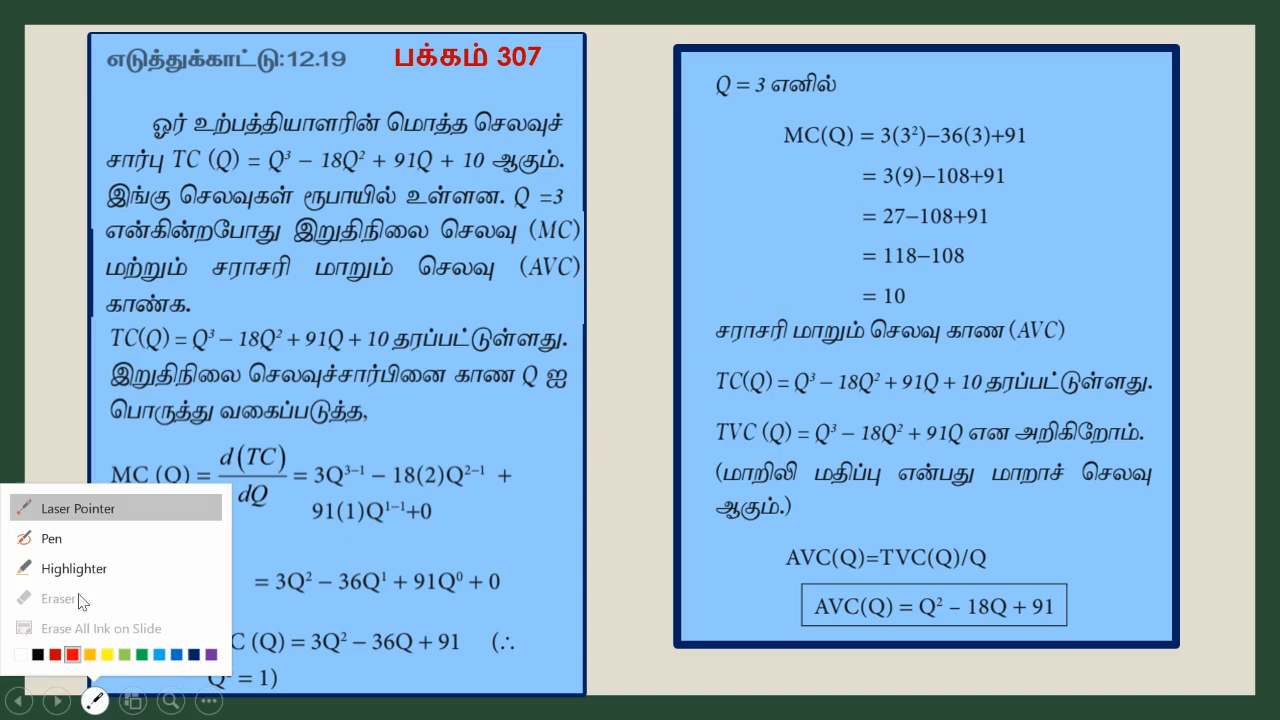 எடுத்துக்காட்டு:12.19 பக்கம் 307
ஓர் உற்பத்தியாளரின் மொத்த செலவுச்
சார்பு TC (Q) = Q³ – 18Q² + 91Q + 10 ஆகும்.
இங்கு செலவுகள் ரூபாயில் உள்ளன. Q =3
என்கின்றபோது இறுதிநிலை செலவு (MC)
மற்றும் சராசரி மாறும் செலவு (AVC)
காண்க.
TC(Q) = Q³ – 18Q² + 91Q + 10 தரப்பட்டுள்ளது.
இறுதிநிலை செலவுச்சார்பினை காண Q ஐ
பொருத்து வகைப்படுத்த,
MC (Q) = d(TC)/dQ = 3Q³⁻¹ – 18(2)Q²⁻¹ +
91(1)Q¹⁻¹+0
= 3Q² – 36Q¹ + 91Q⁰ + 0
C (Q) = 3Q² – 36Q + 91 (∴
= 1)
Q = 3 எனில்
MC(Q) = 3(3²)–36(3)+91
= 3(9)–108+91
= 27–108+91
= 118–108
= 10
சராசரி மாறும் செலவு காண (AVC)
TC(Q) = Q³ – 18Q² + 91Q + 10 தரப்பட்டுள்ளது.
TVC (Q) = Q³ – 18Q² + 91Q என அறிகிறோம்.
(மாறிலி மதிப்பு என்பது மாறாச் செலவு
ஆகும்.)
AVC(Q)=TVC(Q)/Q
AVC(Q) = Q² – 18Q + 91
Laser Pointer
Pen
Highlighter
Eraser
Erase All Ink on Slide